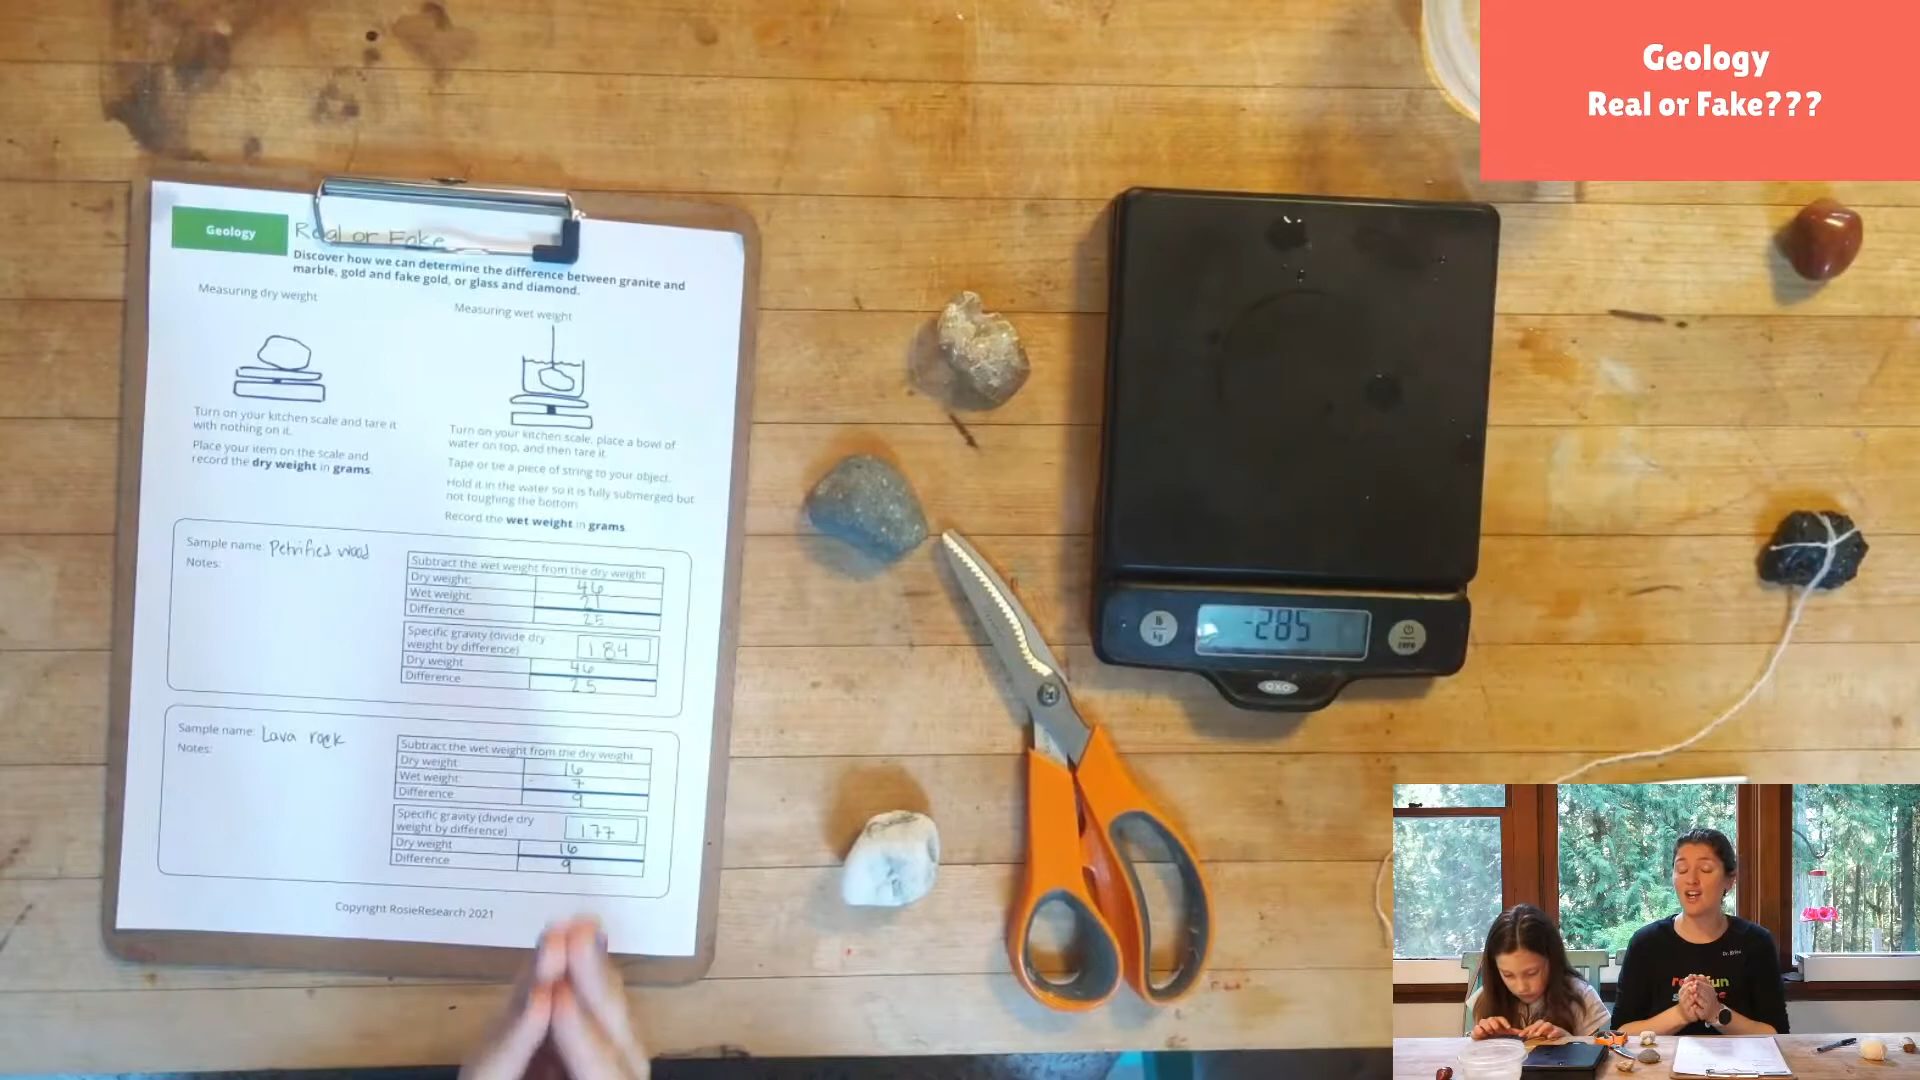 Geology
Real or Fake???
Geology
Real or Fake
Discover how we can determine the difference between granite and
marble, gold and fake gold, or glass and diamond.
Measuring dry weight
Turn on your kitchen scale and tare it
with nothing on it.
Place your item on the scale and
record the dry weight in grams.
Measuring wet weight
Turn on your kitchen scale, place a bowl of
water on top, and then tare it.
Tape or tie a piece of string to your object.
Hold it in the water so it is fully submerged but
not toughing the bottom.
Record the wet weight in grams.
Sample name: Petrified wood
Notes:
Subtract the wet weight from the dry weight
Dry weight: 46
Wet weight: 21
Difference 25
Specific gravity (divide dry
weight by difference) 1.84
Dry weight 46
Difference 25
Sample name: Lava rock
Notes:
Subtract the wet weight from the dry weight
Dry weight: 16
Wet weight: 7
Difference 9
Specific gravity (divide dry
weight by difference) 1.77
Dry weight 16
Difference 9
Copyright RosieResearch 2021
lb
kg
-285
zero
OXO